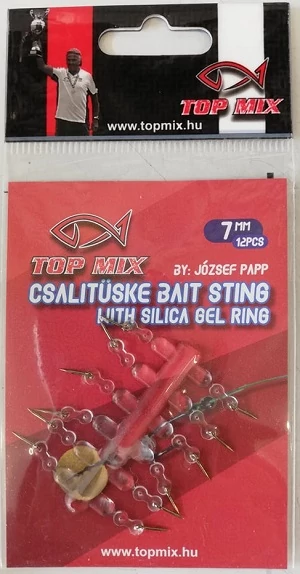 TOP MIX
www.topmix.hu
7 MM
12PCS
TOP MIX
BY: JÓZSEF PAPP
CSALITÜSKE BAIT STING
WITH SILICA GEL RING
www.topmix.hu